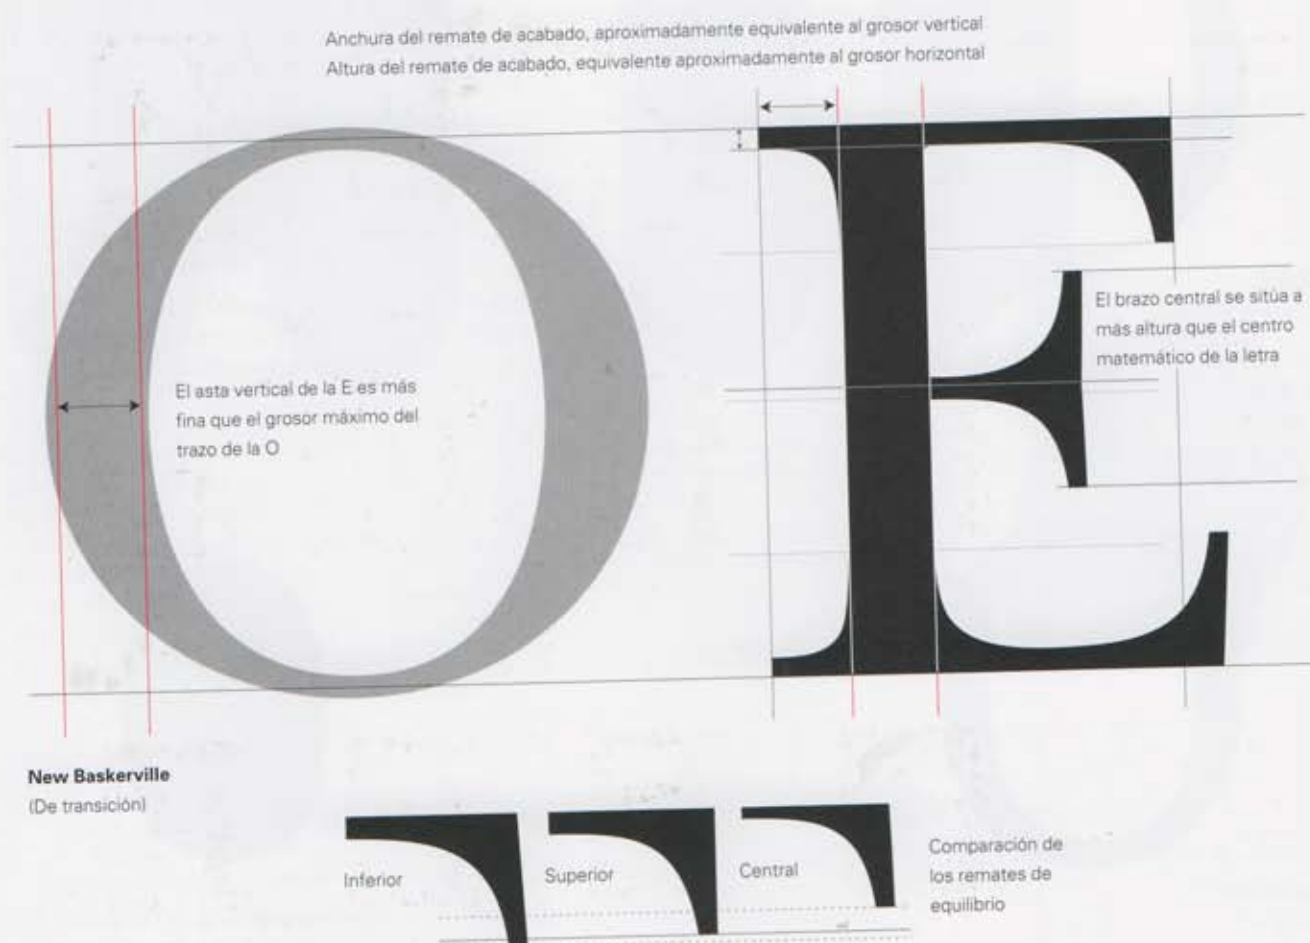 Anchura del remate de acabado, aproximadamente equivalente al grosor vertical
Altura del remate de acabado, equivalente aproximadamente al grosor horizontal
O E
El brazo central se sitúa a
más altura que el centro
matemático de la letra
El asta vertical de la E es más
fina que el grosor máximo del
trazo de la O
New Baskerville
(De transición)
Inferior
Superior
Central
Comparación de
los remates de
equilibrio